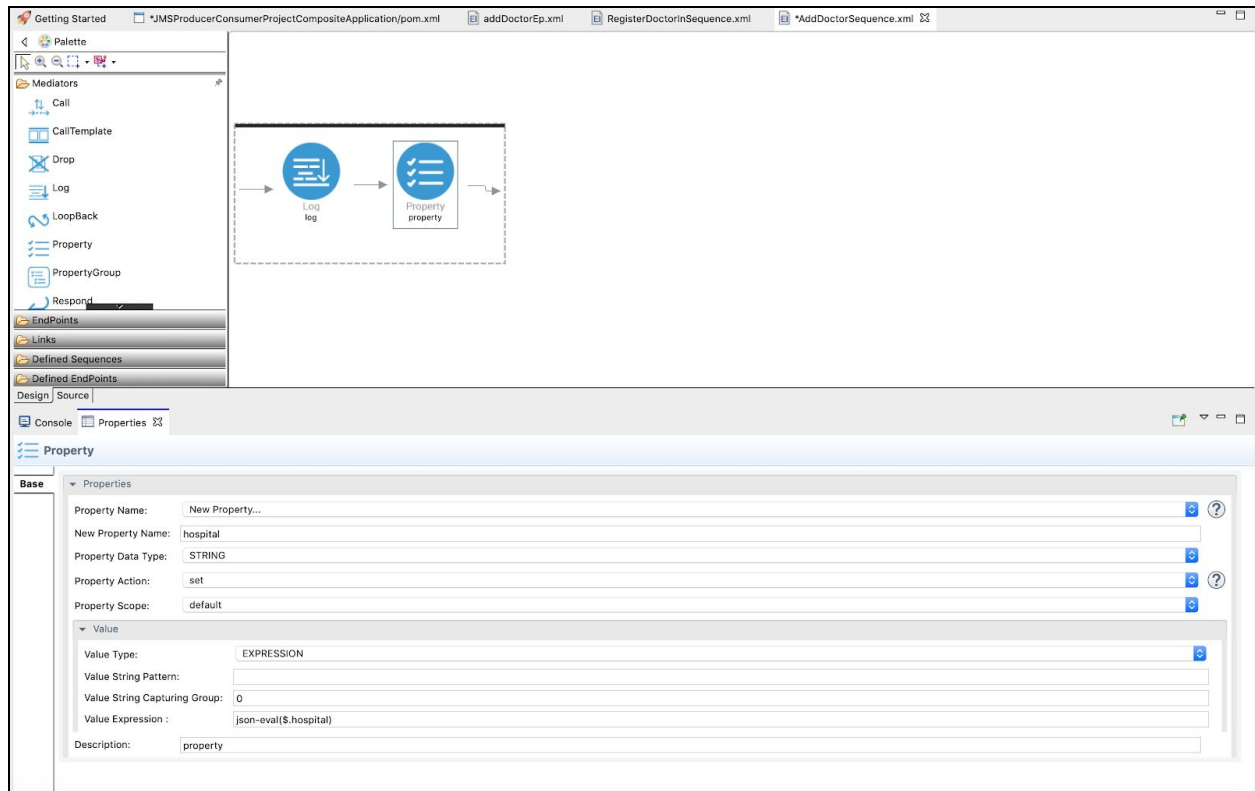 Getting Started *JMSProducerConsumerProjectCompositeApplication/pom.xml addDoctorEp.xml RegisterDoctorInSequence.xml *AddDoctorSequence.xml
Palette
Mediators
Call
CallTemplate
Drop
Log
LoopBack
Property
PropertyGroup
Respond
EndPoints
Links
Defined Sequences
Defined EndPoints
Log
log
Property
property
Design Source
Console Properties
Property
Base
Properties
Property Name: New Property...
New Property Name: hospital
Property Data Type: STRING
Property Action: set
Property Scope: default
Value
Value Type: EXPRESSION
Value String Pattern:
Value String Capturing Group: 0
Value Expression : json-eval($.hospital)
Description: property